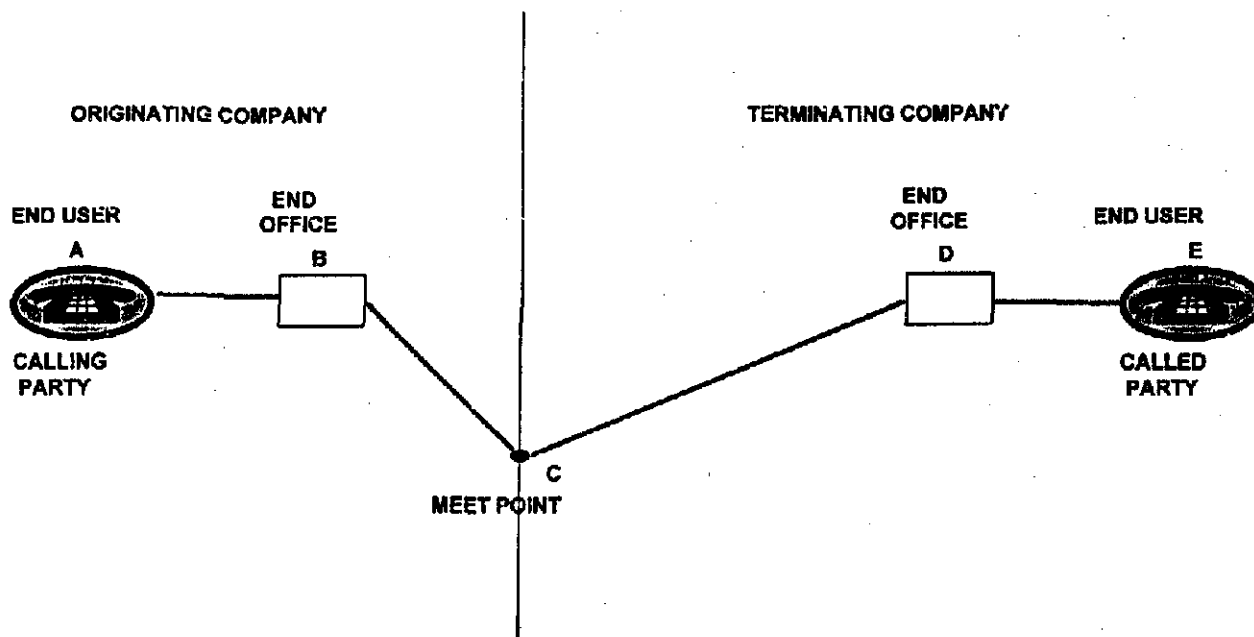 ORIGINATING COMPANY
TERMINATING COMPANY
END USER
A
END
OFFICE
B
END
OFFICE
D
END USER
E
CALLING
PARTY
CALLED
PARTY
C
MEET POINT